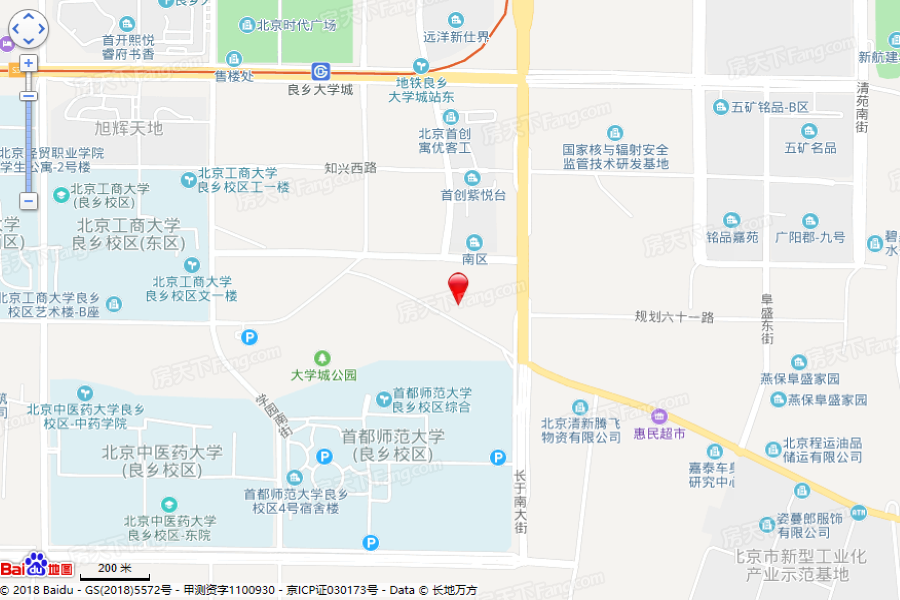 良乡大
北京时代广场
首开熙悦
睿府书香
远洋新仕界
售楼处
良乡大学城
地铁良乡
大学城站东
新航建
清苑南街
五矿铭品-B区
五矿名品
旭辉天地
北京首创
寓优客工
国家核与辐射安全
监管技术研发基地
北京经贸职业学院
学生公寓-2号楼
知兴西路
北京工商大学
良乡校区工一楼
北京工商大学
(良乡校区)
首创紫悦台
北京工商大学
良乡校区(东区)
大学
区)
铭品嘉苑
广阳郡-九号
碧
水
南区
北京工商大学
良乡校区文一楼
北京工商大学良乡
校区艺术楼-B座
规划六十一路
阜盛东街
大学城公园
燕保阜盛家园
燕保阜盛家园
学园南街
首都师范大学
良乡校区综合
首都师范大学
(良乡校区)
北京中医药大学良乡
校区-中药学院
筑
司
北京清新腾飞
物资有限公司
惠民超市
北京中医药大学
(良乡校区)
北京程运油品
储运有限公司
嘉泰车身
研究中心
首都师范大学良乡
校区4号宿舍楼
长于南大街
北京中医药大学
良乡校区-东院
姿蔓郎服饰
有限公司
ATM
北京市新型工业化
产业示范基地
Bai du 地图
200 米
© 2018 Baidu - GS(2018)5572号 - 甲测资字1100930 - 京ICP证030173号 - Data © 长地万方
房天下Fang.com